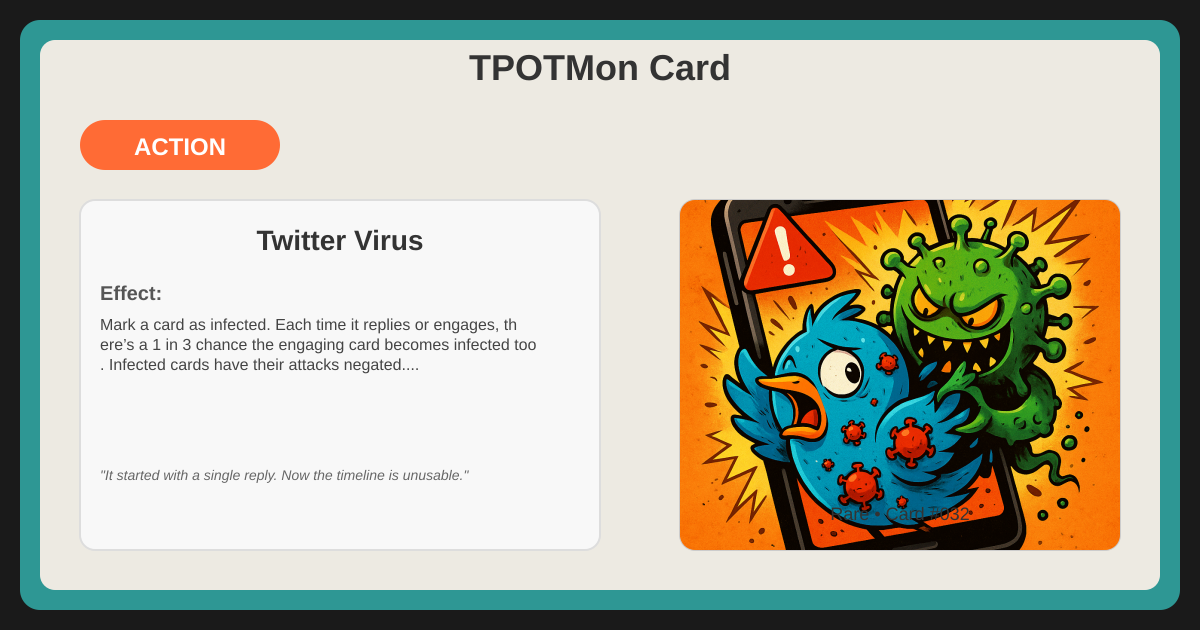 TPOTMon Card
ACTION
Twitter Virus
Effect:
Mark a card as infected. Each time it replies or engages, th
ere’s a 1 in 3 chance the engaging card becomes infected too
. Infected cards have their attacks negated....
"It started with a single reply. Now the timeline is unusable."
Rare • Card #032